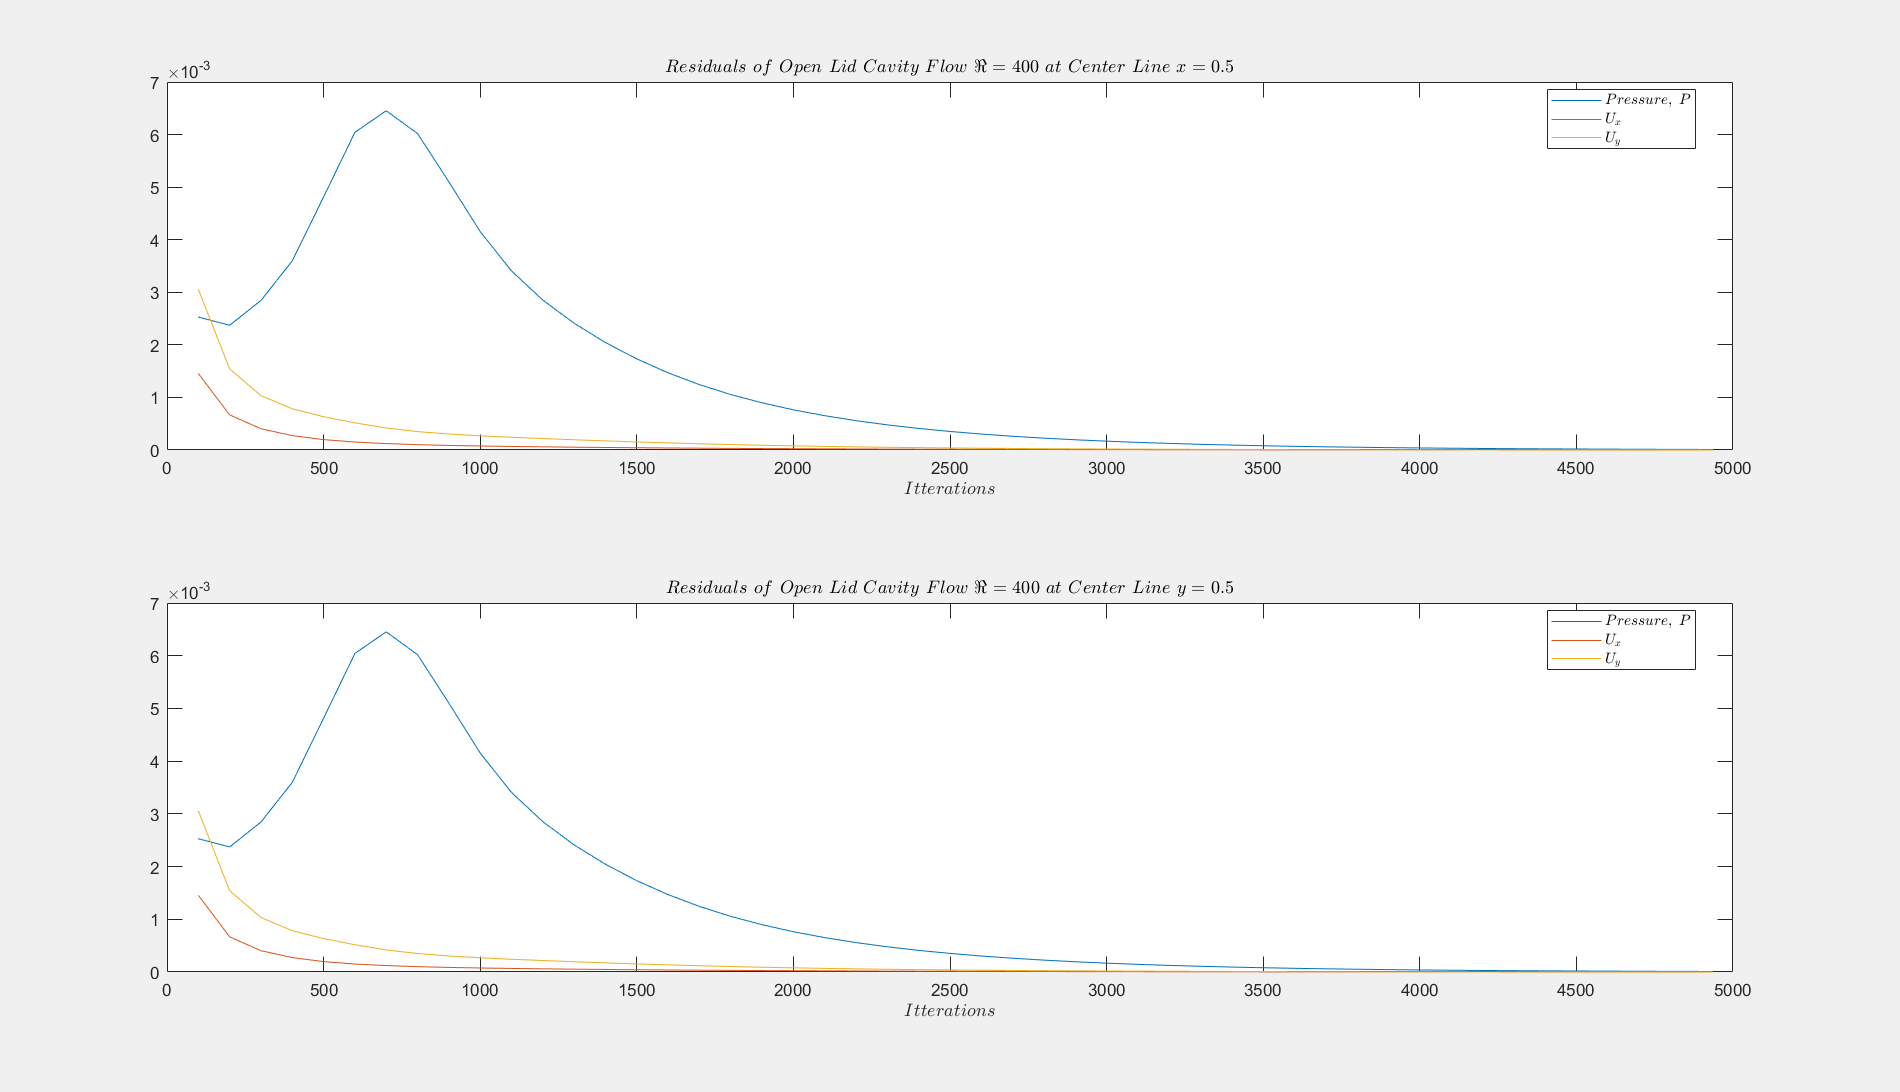 Residuals of Open Lid Cavity Flow ℜ = 400 at Center Line x = 0.5
×10-3
7
6
5
4
3
2
1
0
Pressure, P
Ux
Uy
0 500 1000 1500 2000 2500 3000 3500 4000 4500 5000
Itterations
Residuals of Open Lid Cavity Flow ℜ = 400 at Center Line y = 0.5
×10-3
7
6
5
4
3
2
1
0
Pressure, P
Ux
Uy
0 500 1000 1500 2000 2500 3000 3500 4000 4500 5000
Itterations